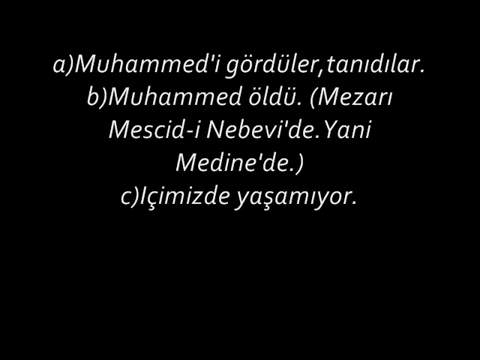 a)Muhammed'i gördüler,tanıdılar.
b)Muhammed öldü. (Mezarı
Mescid-i Nebevi'de.Yani
Medine'de.)
c)Içimizde yaşamıyor.